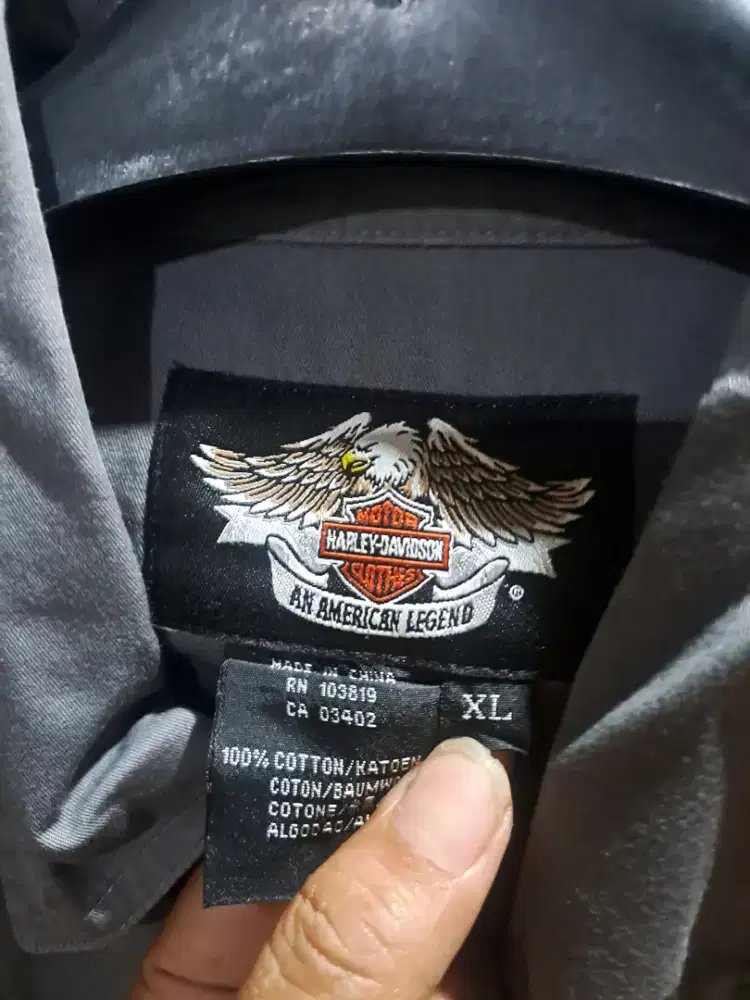 MOTOR
HARLEY-DAVIDSON
CLOTHES
AN AMERICAN LEGEND
®
MADE IN CHINA
RN 103819
CA 03402
XL
100% COTTON/KATOEN
COTON/
COTONE/
ALGODAO/